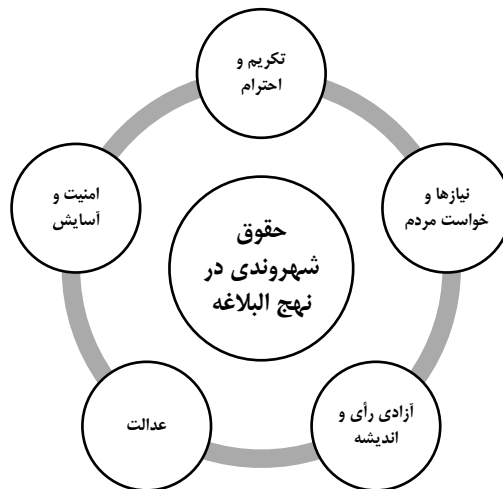 تکریم و
احترام
نیازها و
خواست مردم
امنیت و
آسایش
حقوق
شهروندی در
نهج البلاغه
آزادی رأی و
اندیشه
عدالت